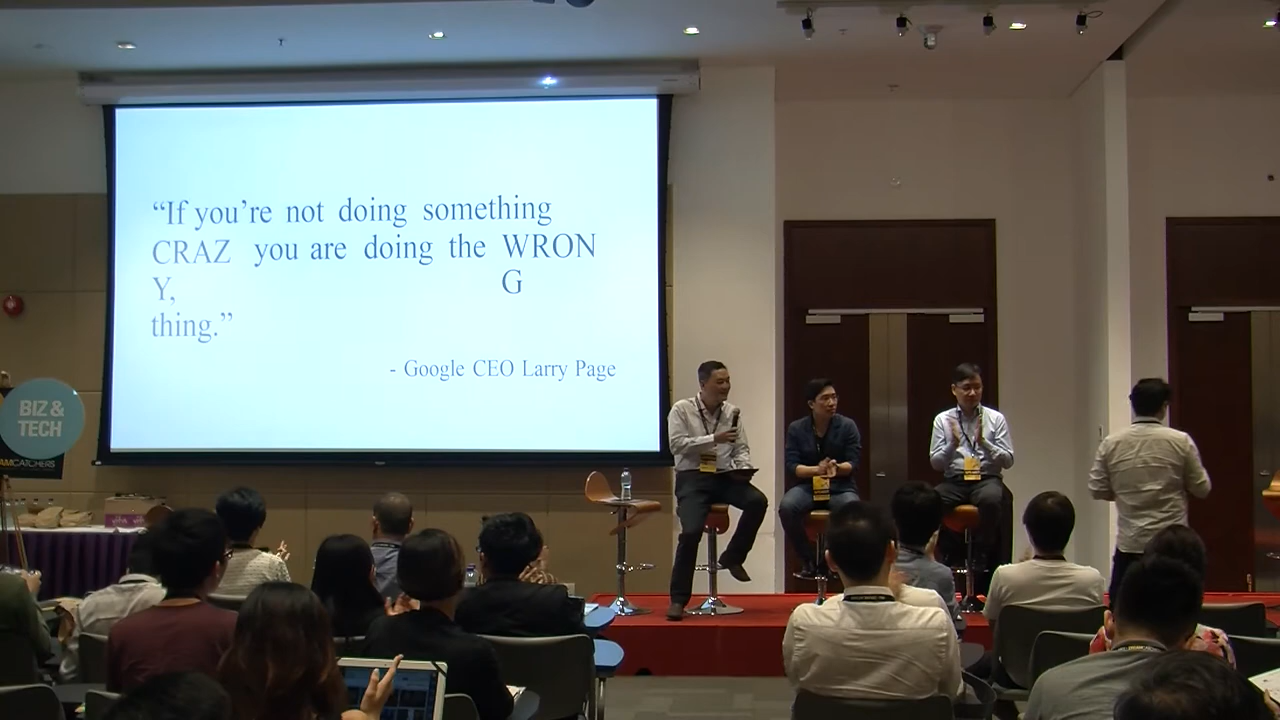 “If you’re not doing something
CRAZ you are doing the WRON
Y, G
thing.”
- Google CEO Larry Page
BIZ &
TECH
AMCATCHERS